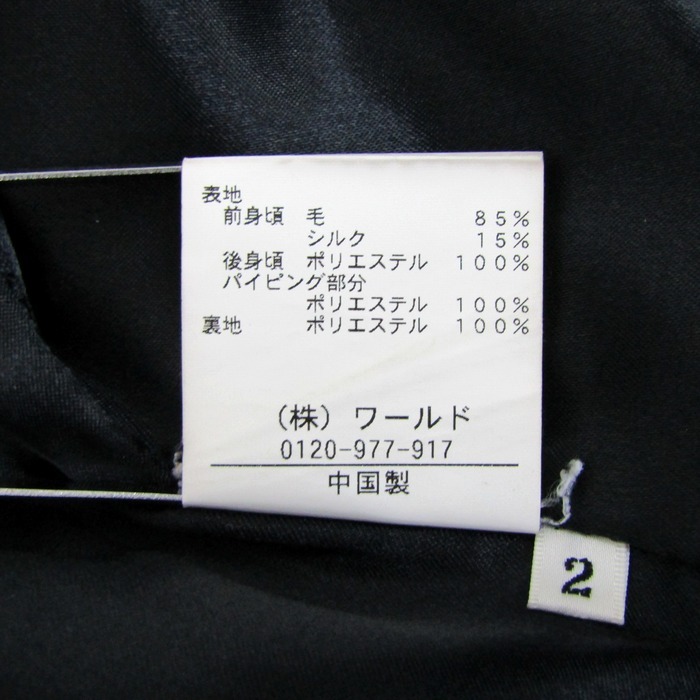 表地
前身頃 毛 85%
シルク 15%
後身頃 ポリエステル 100%
パイピング部分
ポリエステル 100%
裏地 ポリエステル 100%
(株)ワールド
0120-977-917
中国製
2